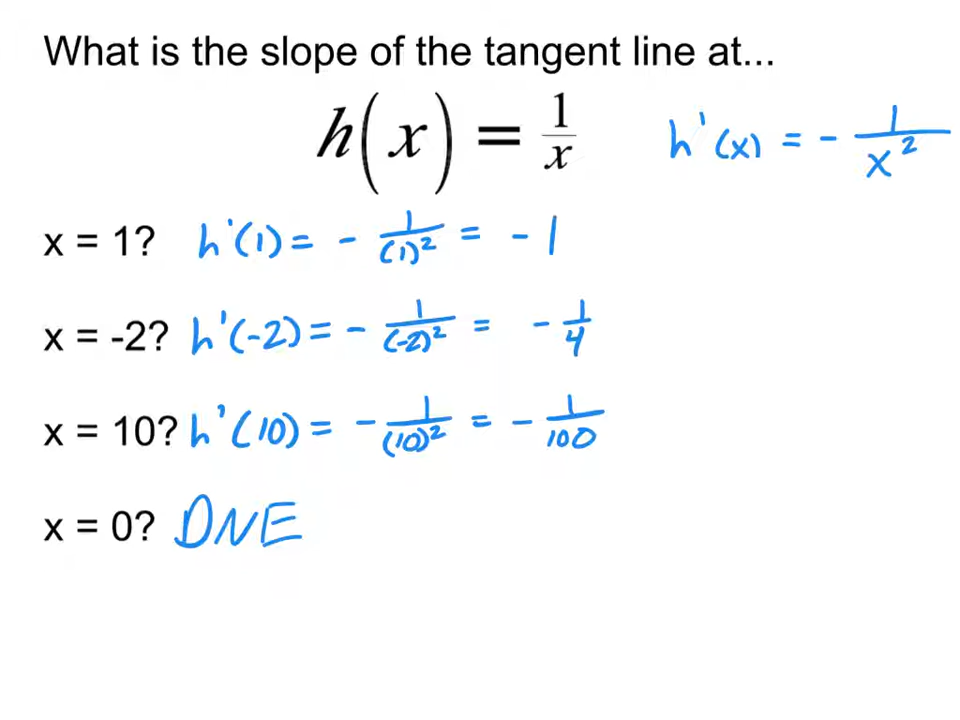 What is the slope of the tangent line at...
h(x) = 1/x h'(x) = - 1/x²
x = 1? h'(1) = - 1/(1)² = -1
x = -2? h'(-2) = - 1/(-2)² = - 1/4
x = 10? h'(10) = - 1/(10)² = - 1/100
x = 0? DNE